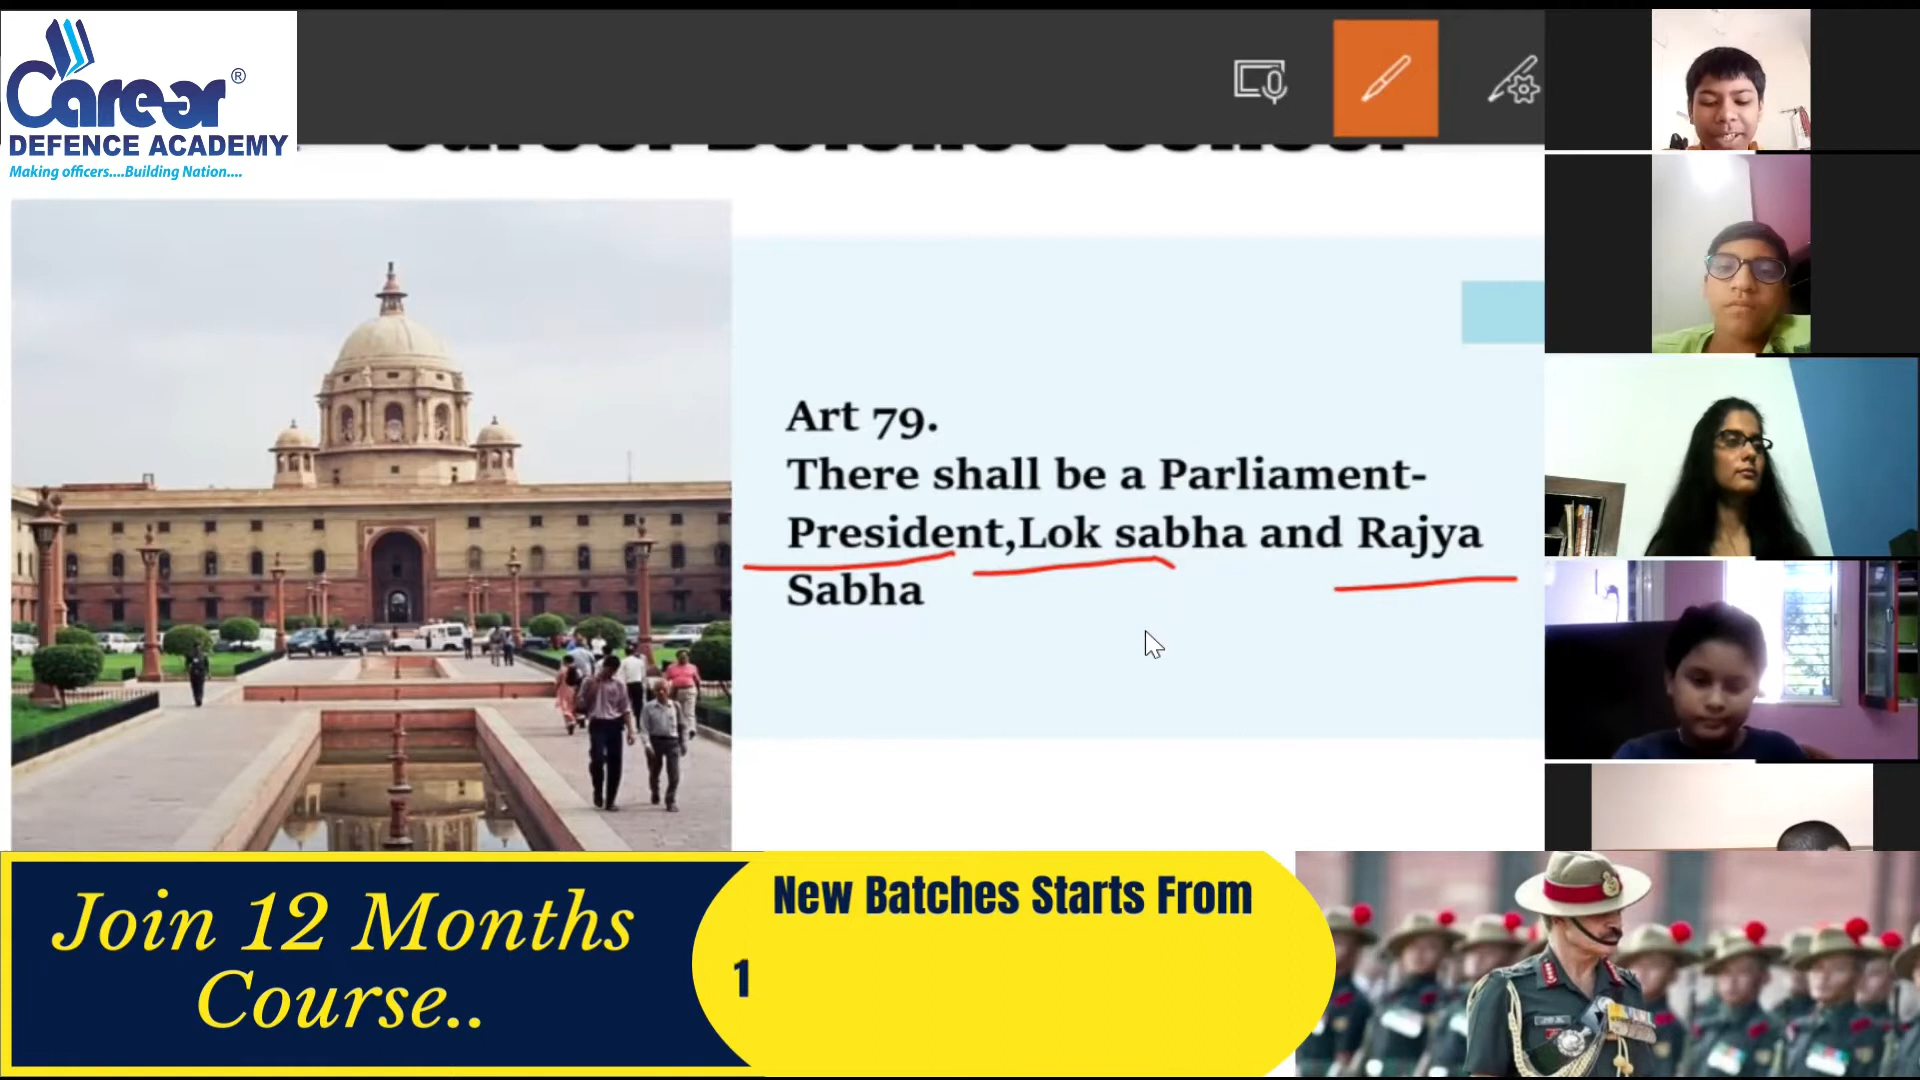 Career®
DEFENCE ACADEMY
Making officers....Building Nation....
Art 79.
There shall be a Parliament-
President,Lok sabha and Rajya
Sabha
Join 12 Months
Course..
New Batches Starts From
1